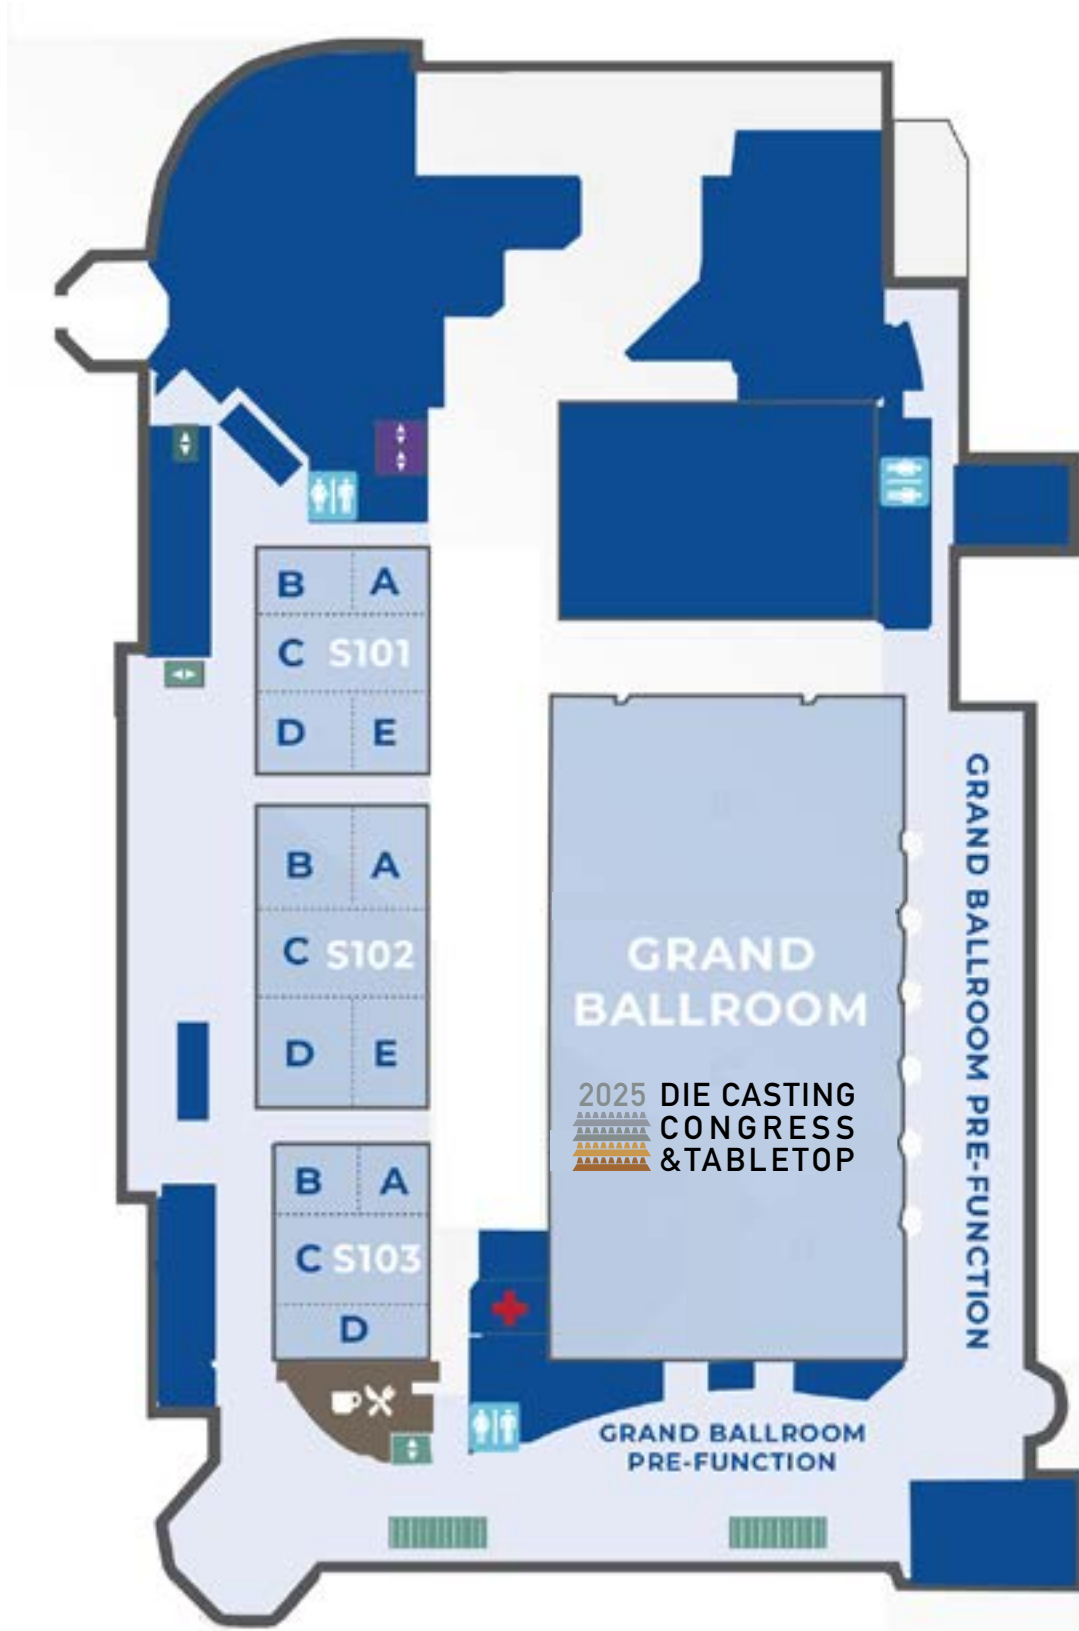 B A
C S101
D E
B A
C S102
D E
B A
C S103
D
GRAND
BALLROOM
2025 DIE CASTING
CONGRESS
&TABLETOP
GRAND BALLROOM PRE-FUNCTION
GRAND BALLROOM
PRE-FUNCTION